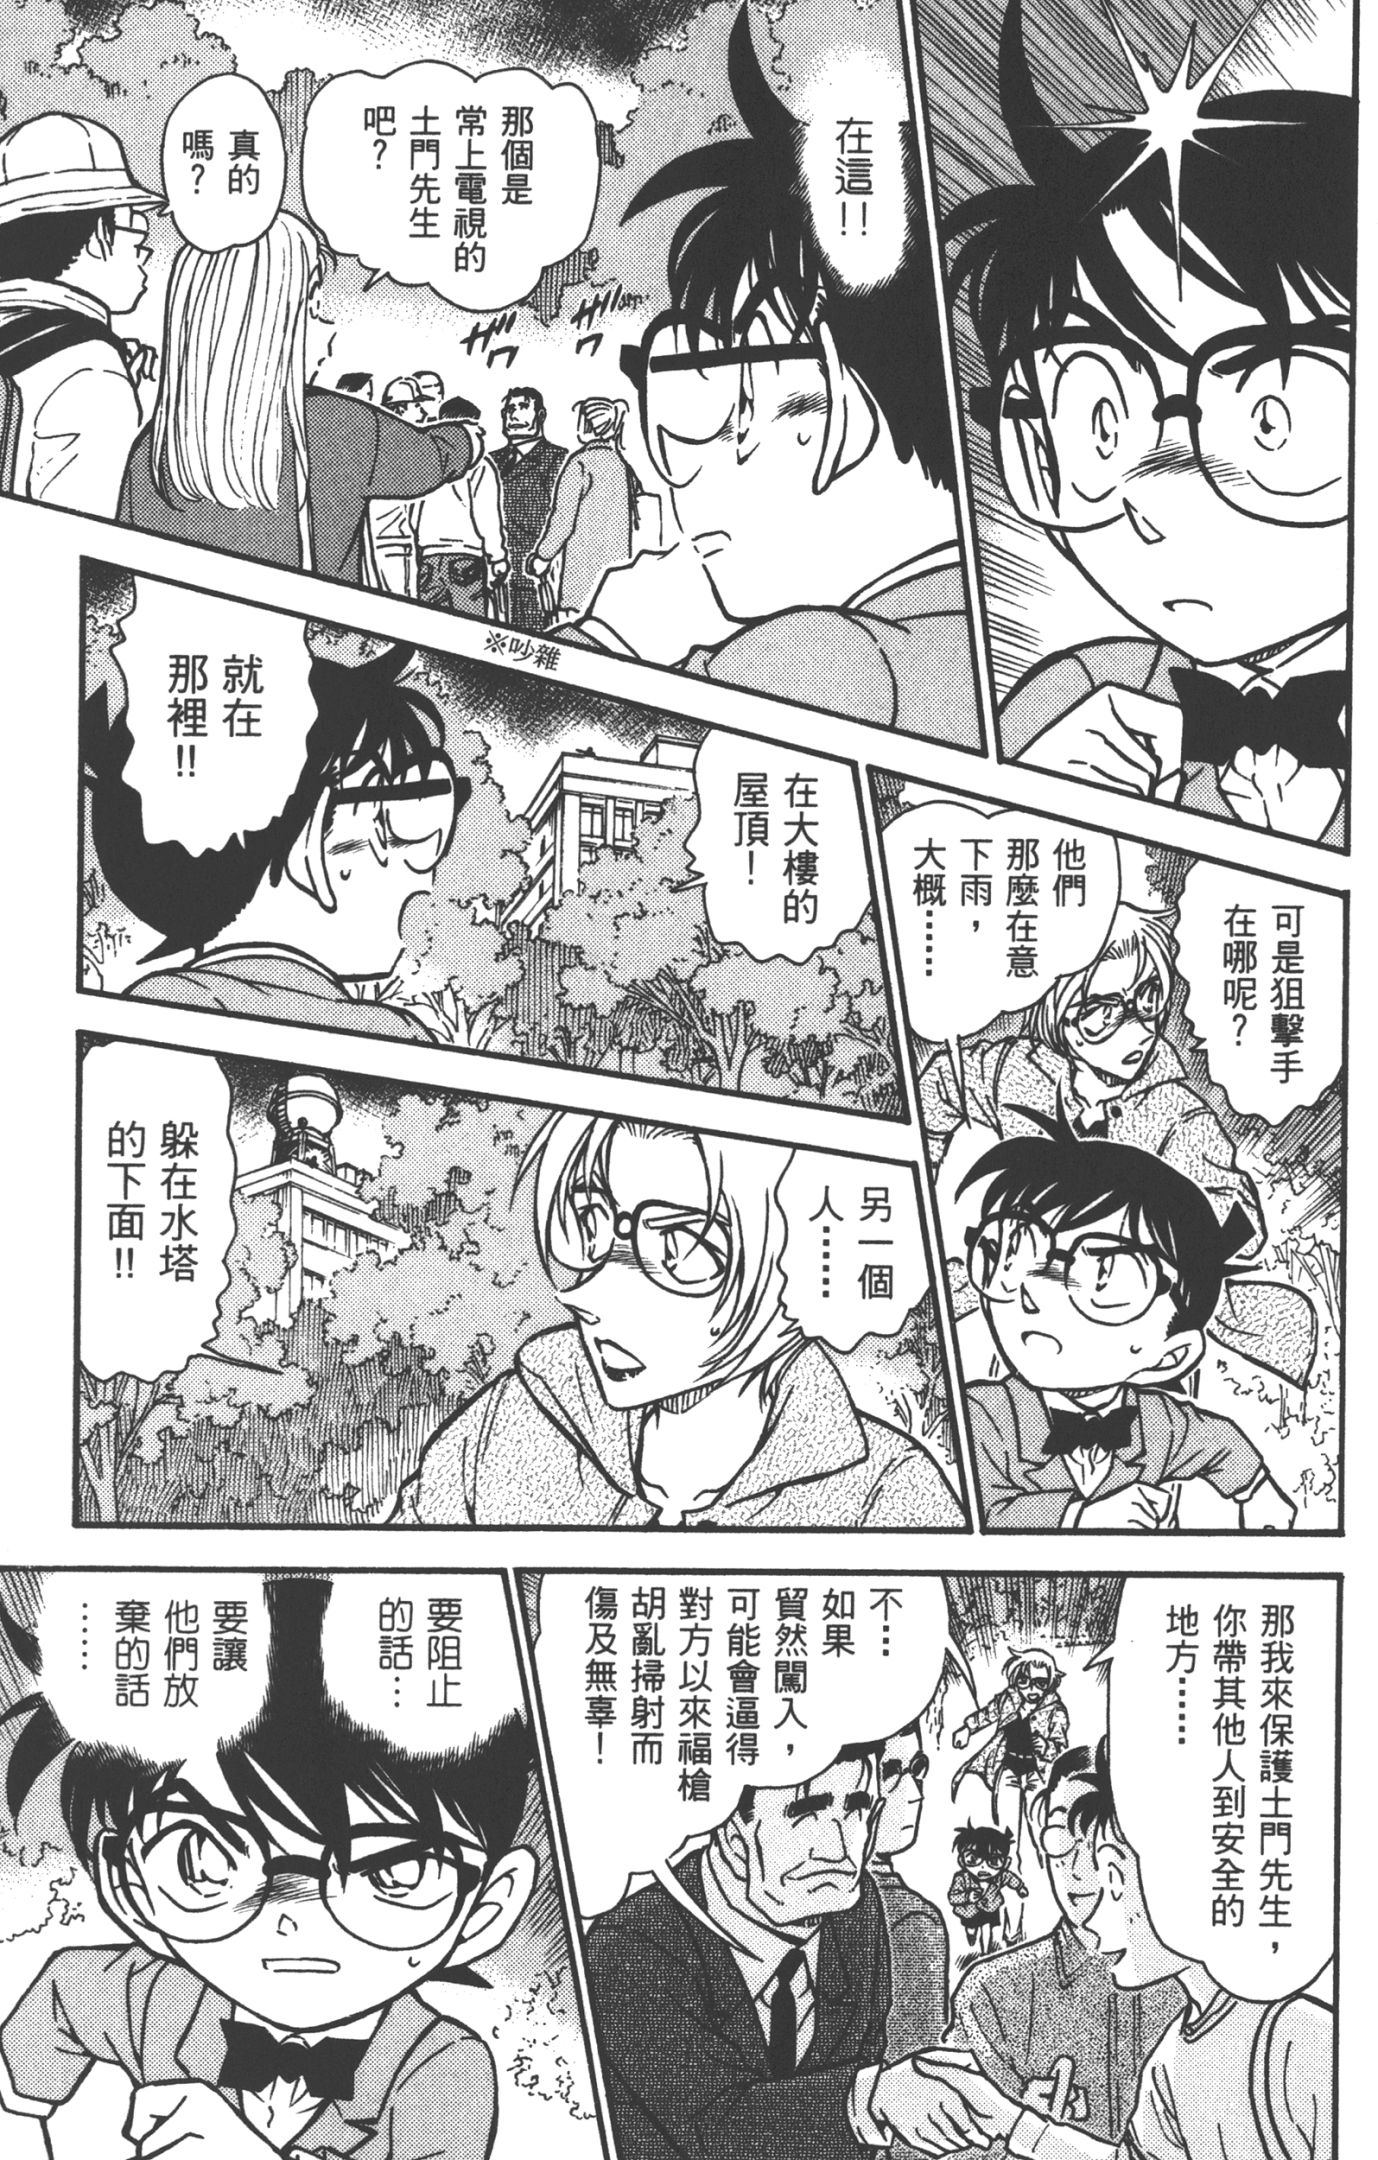 在這!!
那個是
常上電視的
土門先生
吧?
真的
嗎?
ガヤ
ガヤ
※吵雜
可是狙擊手
在哪呢?
他們
那麼在意
下雨，
大概……
在大樓的
屋頂!
就在
那裡!!
另一個
人……
躲在水塔
的下面!!
那我來保護土門先生，
你帶其他人到安全的
地方……
不…
如果
貿然闖入，
可能會逼得
對方以來福槍
胡亂掃射而
傷及無辜!
要阻止
的話…
要讓
他們放
棄的話
……